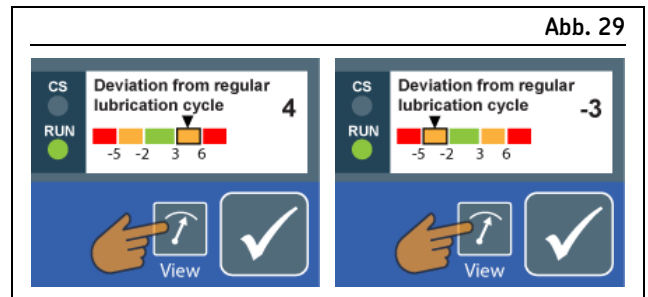 Abb. 29
CS
RUN
Deviation from regular
lubrication cycle
4
-5 -2 3 6
View
CS
RUN
Deviation from regular
lubrication cycle
-3
-5 -2 3 6
View